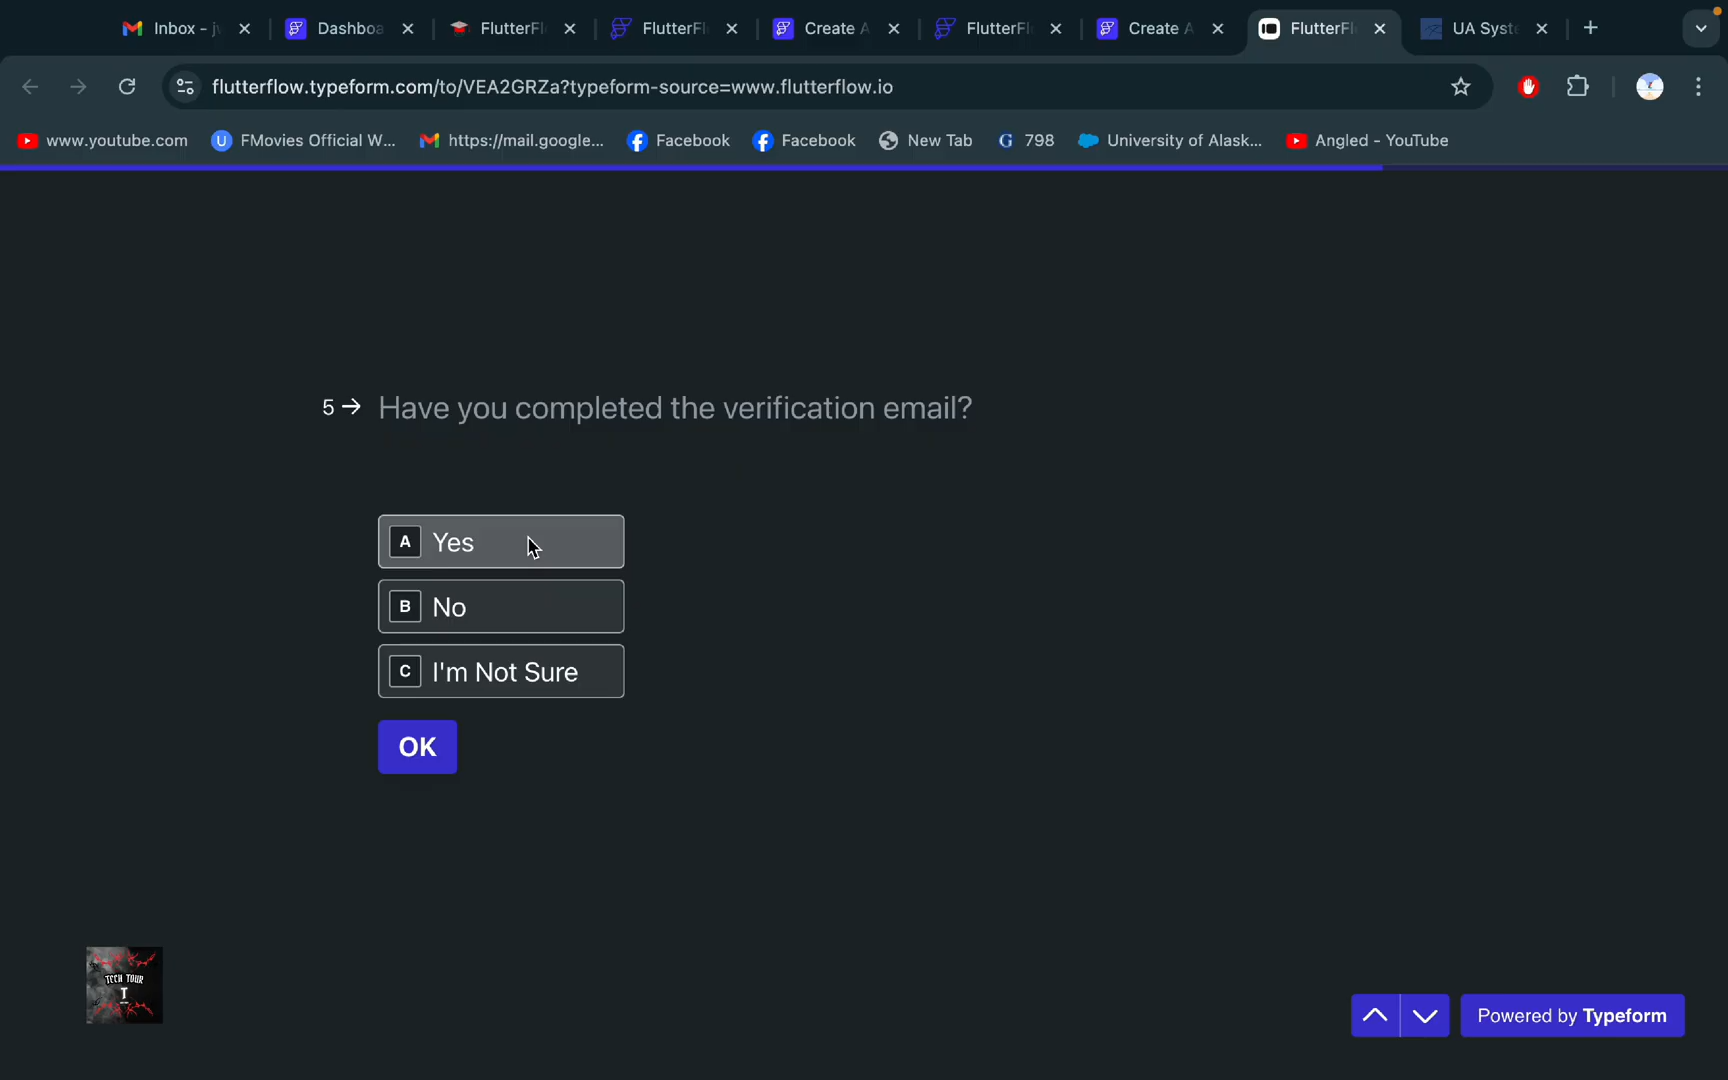 Inbox - j
Dashboa
FlutterFl
FlutterFl
Create A
FlutterFl
Create A
FlutterFl
UA Syst
flutterflow.typeform.com/to/VEA2GRZa?typeform-source=www.flutterflow.io
www.youtube.com
FMovies Official W...
https://mail.google...
Facebook
Facebook
New Tab
G 798
University of Alask...
Angled - YouTube
5 → Have you completed the verification email?
A Yes
B No
C I'm Not Sure
OK
TECH TOUR
T
Powered by Typeform